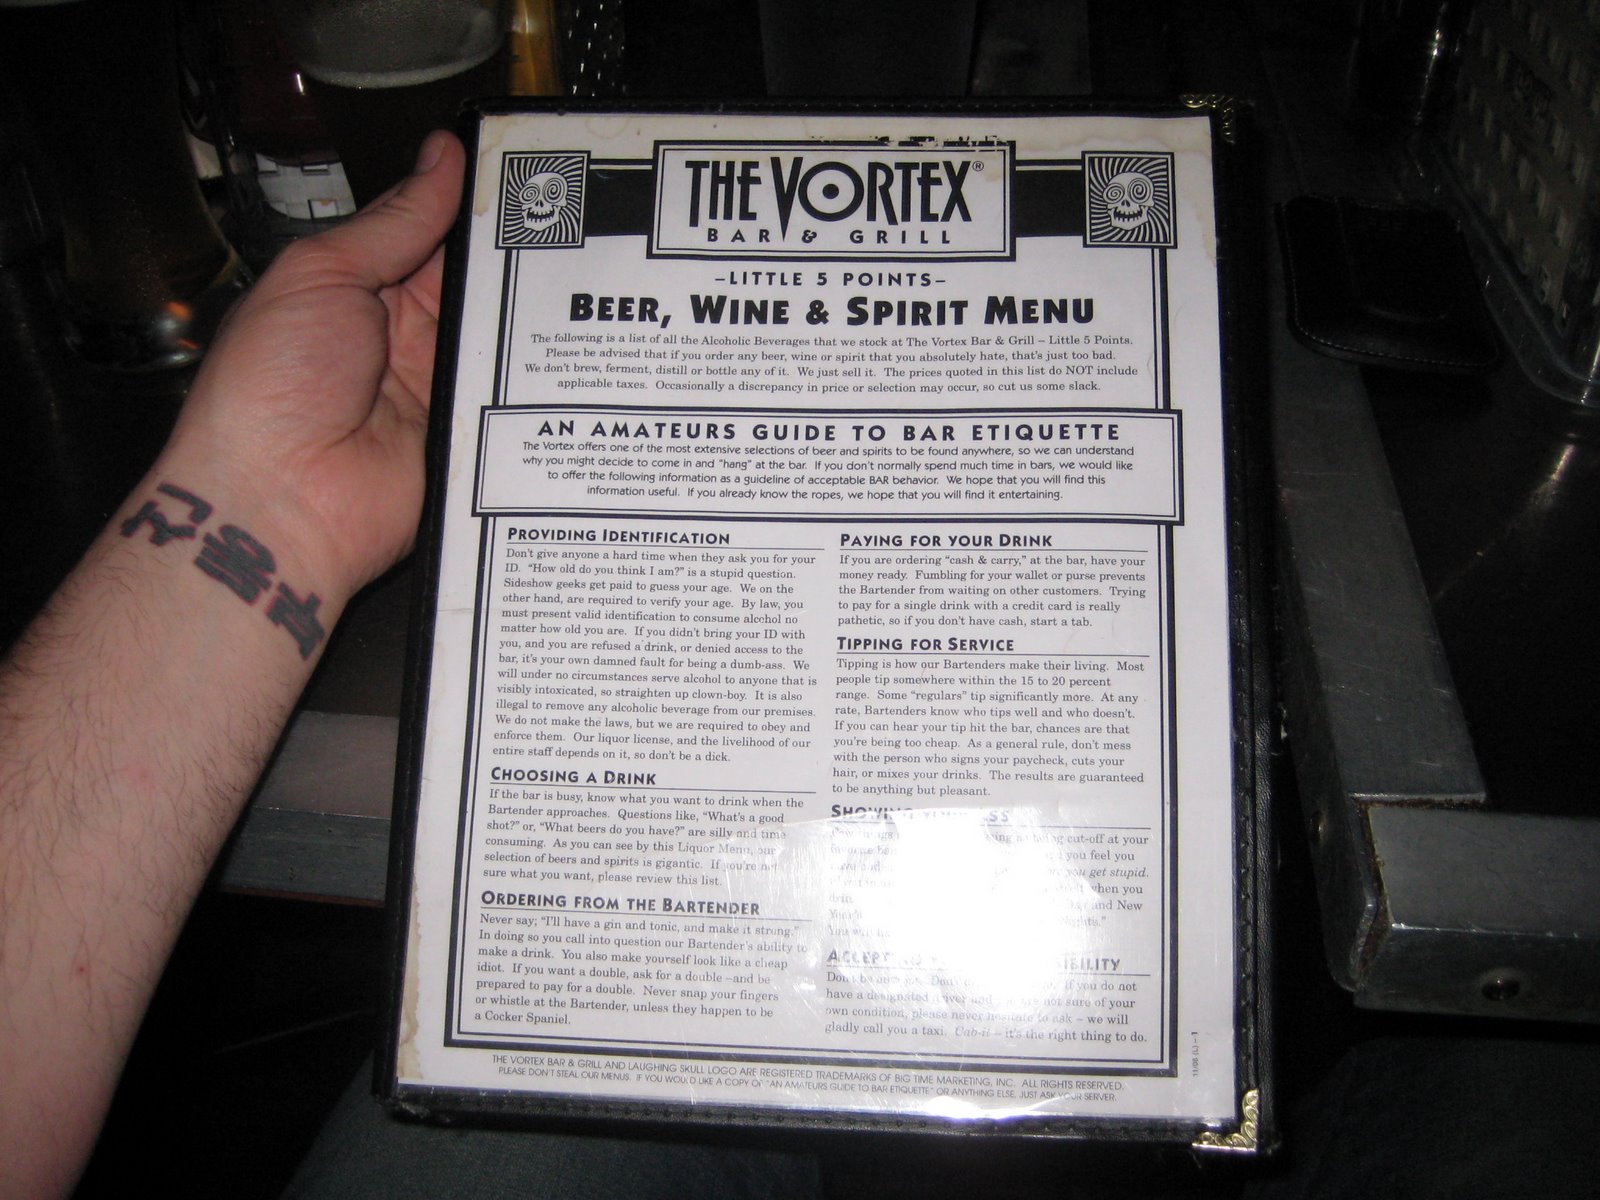 THE VORTEX®
BAR & GRILL
–LITTLE 5 POINTS–
BEER, WINE & SPIRIT MENU
The following is a list of all the Alcoholic Beverages that we stock at The Vortex Bar & Grill – Little 5 Points.
Please be advised that if you order any beer, wine or spirit that you absolutely hate, that's just too bad.
We don't brew, ferment, distill or bottle any of it. We just sell it. The prices quoted in this list do NOT include
applicable taxes. Occasionally a discrepancy in price or selection may occur, so cut us some slack.
AN AMATEURS GUIDE TO BAR ETIQUETTE
The Vortex offers one of the most extensive selections of beer and spirits to be found anywhere, so we can understand
why you might decide to come in and "hang" at the bar. If you don't normally spend much time in bars, we would like
to offer the following information as a guideline of acceptable BAR behavior. We hope that you will find this
information useful. If you already know the ropes, we hope that you will find it entertaining.
PROVIDING IDENTIFICATION
Don't give anyone a hard time when they ask you for your
ID. "How old do you think I am?" is a stupid question.
Sideshow geeks get paid to guess your age. We on the
other hand, are required to verify your age. By law, you
must present valid identification to consume alcohol no
matter how old you are. If you didn't bring your ID with
you, and you are refused a drink, or denied access to the
bar, it's your own damned fault for being a dumb-ass. We
will under no circumstances serve alcohol to anyone that is
visibly intoxicated, so straighten up clown-boy. It is also
illegal to remove any alcoholic beverage from our premises.
We do not make the laws, but we are required to obey and
enforce them. Our liquor license, and the livelihood of our
entire staff depends on it, so don't be a dick.
CHOOSING A DRINK
If the bar is busy, know what you want to drink when the
Bartender approaches. Questions like, "What's a good
shot?" or, "What beers do you have?" are silly and time
consuming. As you can see by this Liquor Menu, our
selection of beers and spirits is gigantic. If you're not
sure what you want, please review this list.
ORDERING FROM THE BARTENDER
Never say; "I'll have a gin and tonic, and make it strong."
In doing so you call into question our Bartender's ability to
make a drink. You also make yourself look like a cheap
idiot. If you want a double, ask for a double –and be
prepared to pay for a double. Never snap your fingers
or whistle at the Bartender, unless they happen to be
a Cocker Spaniel.
PAYING FOR YOUR DRINK
If you are ordering "cash & carry," at the bar, have your
money ready. Fumbling for your wallet or purse prevents
the Bartender from waiting on other customers. Trying
to pay for a single drink with a credit card is really
pathetic, so if you don't have cash, start a tab.
TIPPING FOR SERVICE
Tipping is how our Bartenders make their living. Most
people tip somewhere within the 15 to 20 percent
range. Some "regulars" tip significantly more. At any
rate, Bartenders know who tips well and who doesn't.
If you can hear your tip hit the bar, chances are that
you're being too cheap. As a general rule, don't mess
with the person who signs your paycheck, cuts your
hair, or mixes your drinks. The results are guaranteed
to be anything but pleasant.
SHOWING YOUR
being cut-off at your
you feel you
you get stupid.
when you
and New
ACCEPTING
Don't If you do not
have a designated driver and you are not sure of your
own condition, please never hesitate to ask – we will
gladly call you a taxi. Cab-it – it's the right thing to do.
THE VORTEX BAR & GRILL AND LAUGHING SKULL LOGO ARE REGISTERED TRADEMARKS OF BIG TIME MARKETING, INC. ALL RIGHTS RESERVED.
PLEASE DON'T STEAL OUR MENUS. IF YOU WOULD LIKE A COPY OF "AN AMATEURS GUIDE TO BAR ETIQUETTE" OR ANYTHING ELSE, JUST ASK YOUR SERVER.
11/06 (L) –1